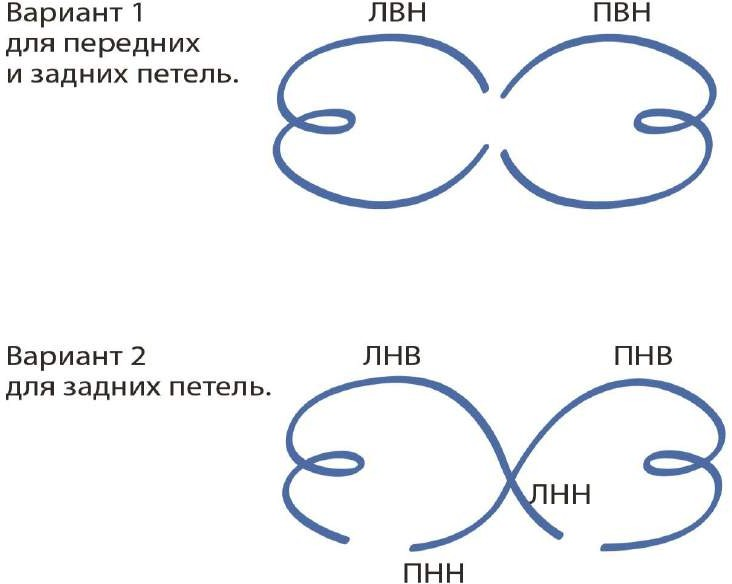 Вариант 1
для передних
и задних петель.
ЛВН ПВН
Вариант 2
для задних петель.
ЛНВ ПНВ
ЛНН
ПНН